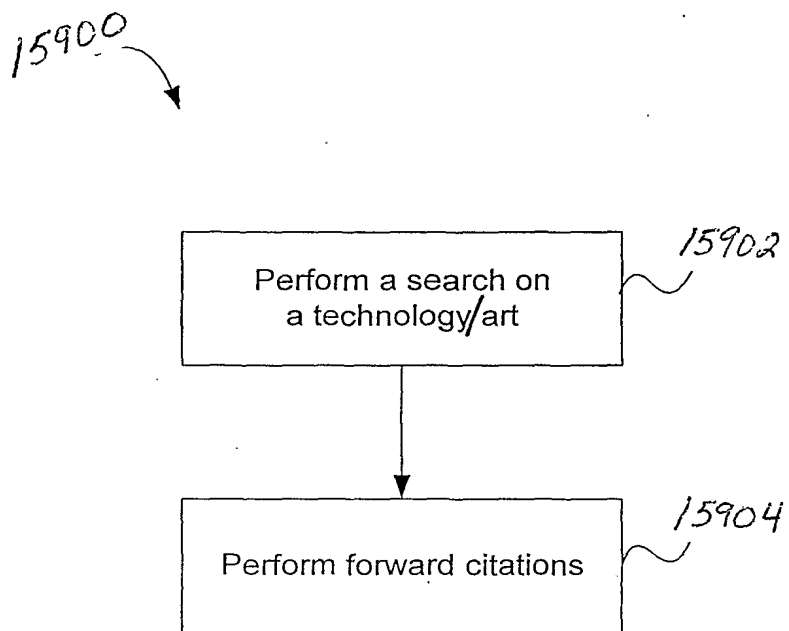 15900
15902
Perform a search on
a technology/art
15904
Perform forward citations